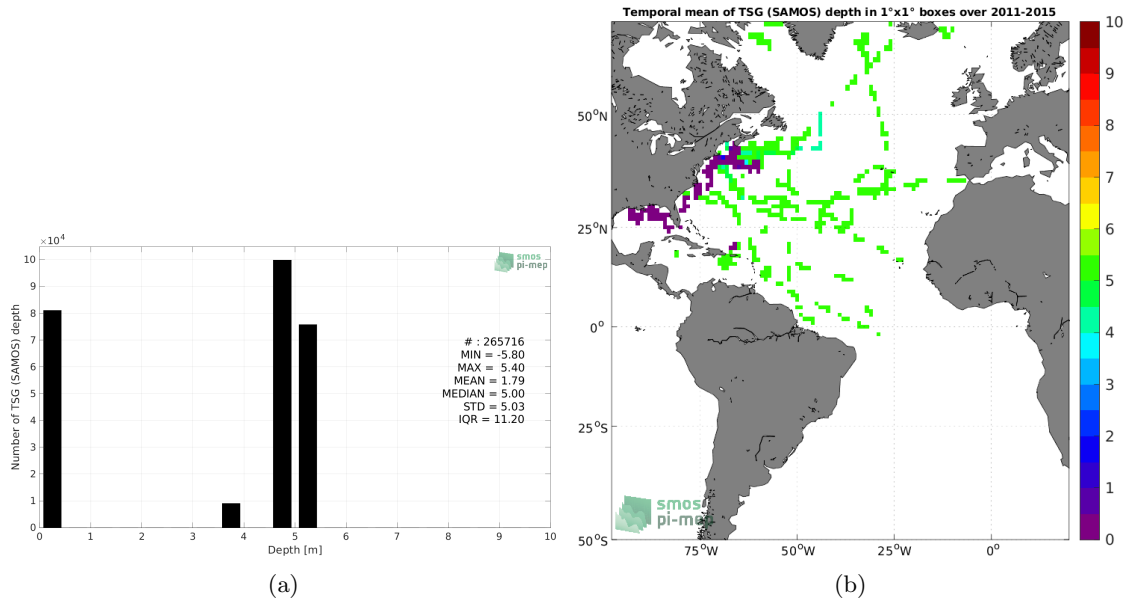 Temporal mean of TSG (SAMOS) depth in 1°x1° boxes over 2011-2015
×10⁴
10
9
8
7
6
5
4
3
2
1
0
Number of TSG (SAMOS) depth
0 1 2 3 4 5 6 7 8 9 10
Depth [m]
smos
pi-mep
# : 265716
MIN = -5.80
MAX = 5.40
MEAN = 1.79
MEDIAN = 5.00
STD = 5.03
IQR = 11.20
(a)
50°N
25°N
0°
25°S
50°S
75°W 50°W 25°W 0°
smos
pi-mep
10
9
8
7
6
5
4
3
2
1
0
(b)